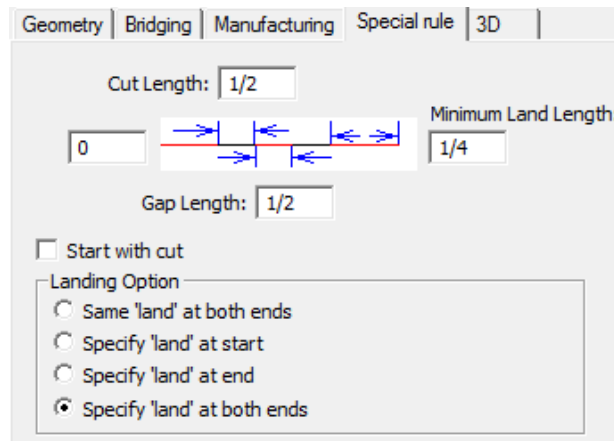 Geometry Bridging Manufacturing Special rule 3D
Cut Length: 1/2
Minimum Land Length
0 1/4
Gap Length: 1/2
Start with cut
Landing Option
Same 'land' at both ends
Specify 'land' at start
Specify 'land' at end
Specify 'land' at both ends